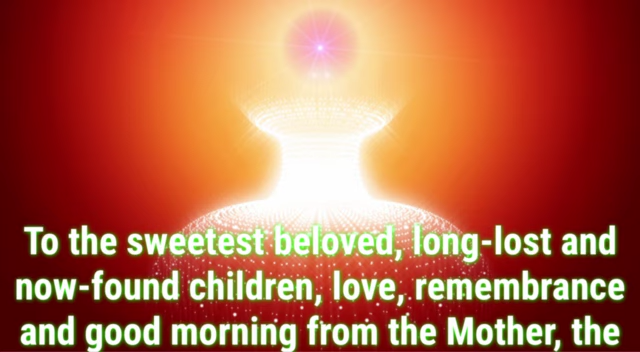 To the sweetest beloved, long-lost and
now-found children, love, remembrance
and good morning from the Mother, the